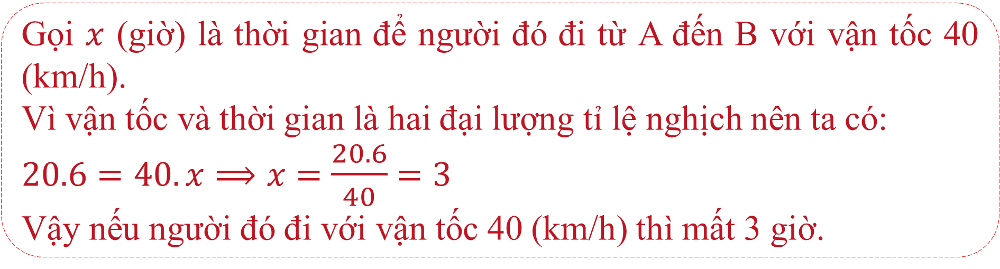 Gọi x (giờ) là thời gian để người đó đi từ A đến B với vận tốc 40
(km/h).
Vì vận tốc và thời gian là hai đại lượng tỉ lệ nghịch nên ta có:
20.6 = 40. x ⟹ x = \frac{20.6}{40} = 3
Vậy nếu người đó đi với vận tốc 40 (km/h) thì mất 3 giờ.